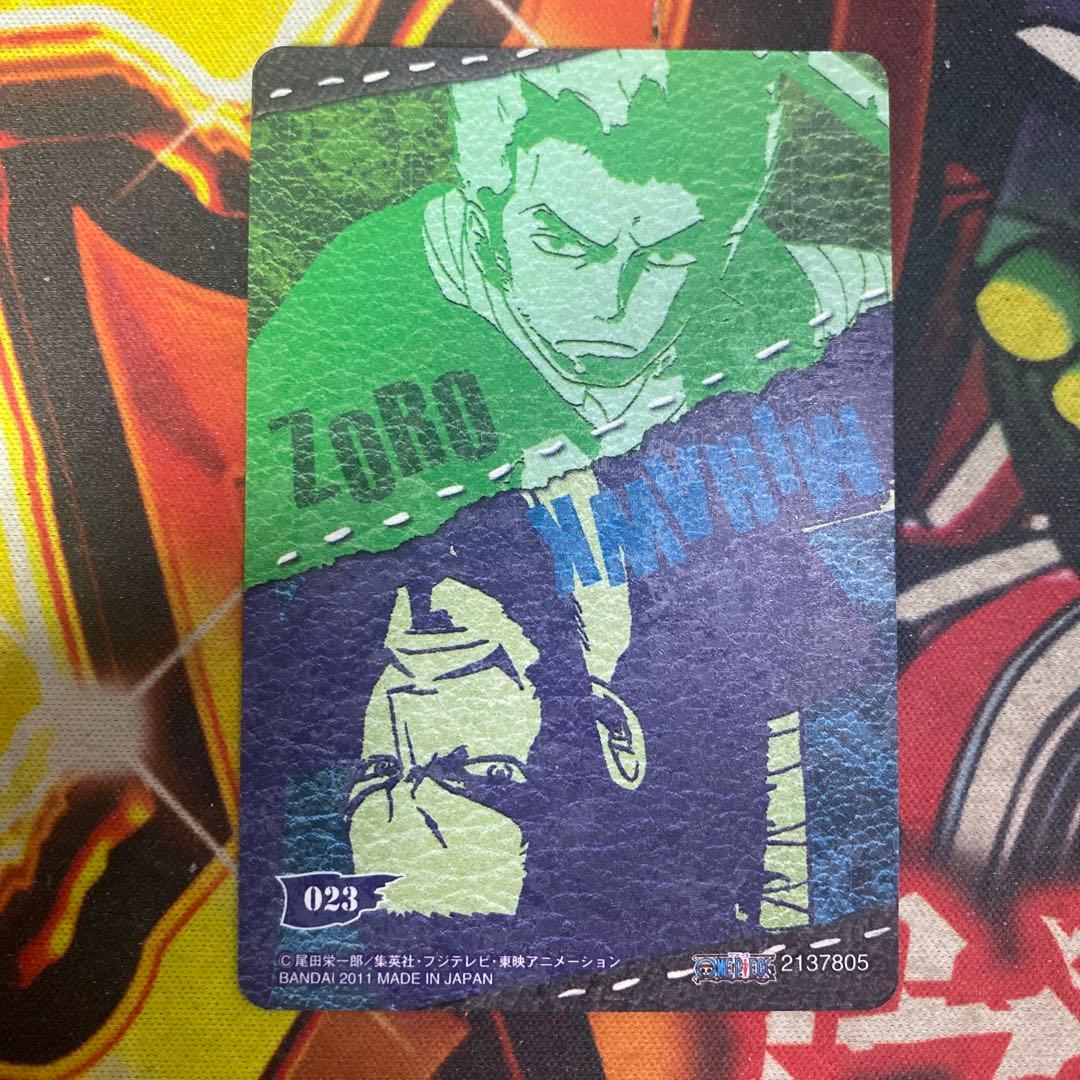 ZORO
MIHAWK
023
© 尾田栄一郎／集英社・フジテレビ・東映アニメーション
BANDAI 2011 MADE IN JAPAN
ONE PIECE 2137805